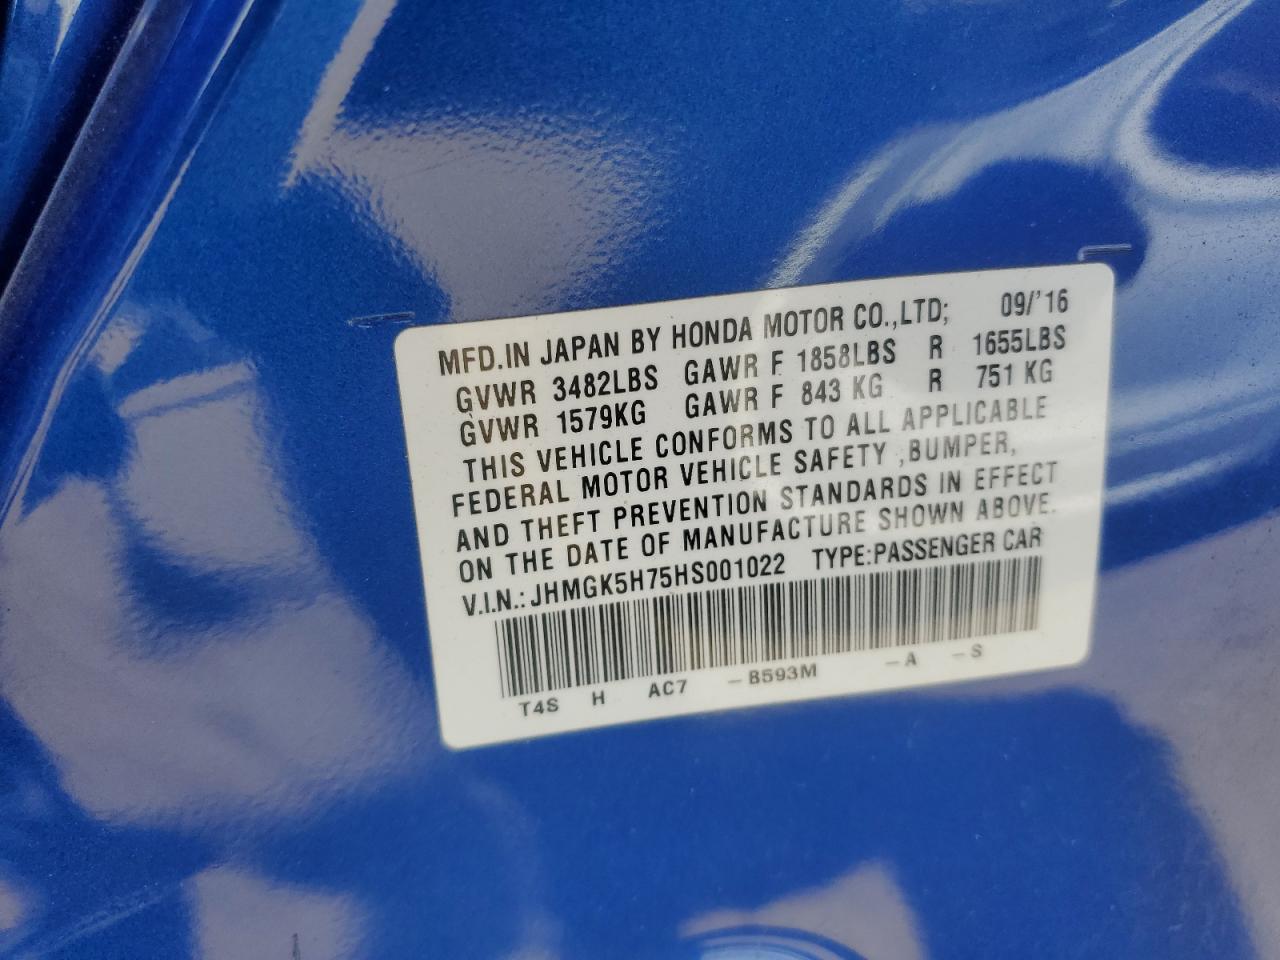 MFD.IN JAPAN BY HONDA MOTOR CO.,LTD; 09/'16
GVWR 3482LBS GAWR F 1858LBS R 1655LBS
GVWR 1579KG GAWR F 843 KG R 751 KG
THIS VEHICLE CONFORMS TO ALL APPLICABLE
FEDERAL MOTOR VEHICLE SAFETY ,BUMPER,
AND THEFT PREVENTION STANDARDS IN EFFECT
ON THE DATE OF MANUFACTURE SHOWN ABOVE.
V.I.N.: JHMGK5H75HS001022 TYPE:PASSENGER CAR
T4S H AC7 -B593M -A -S